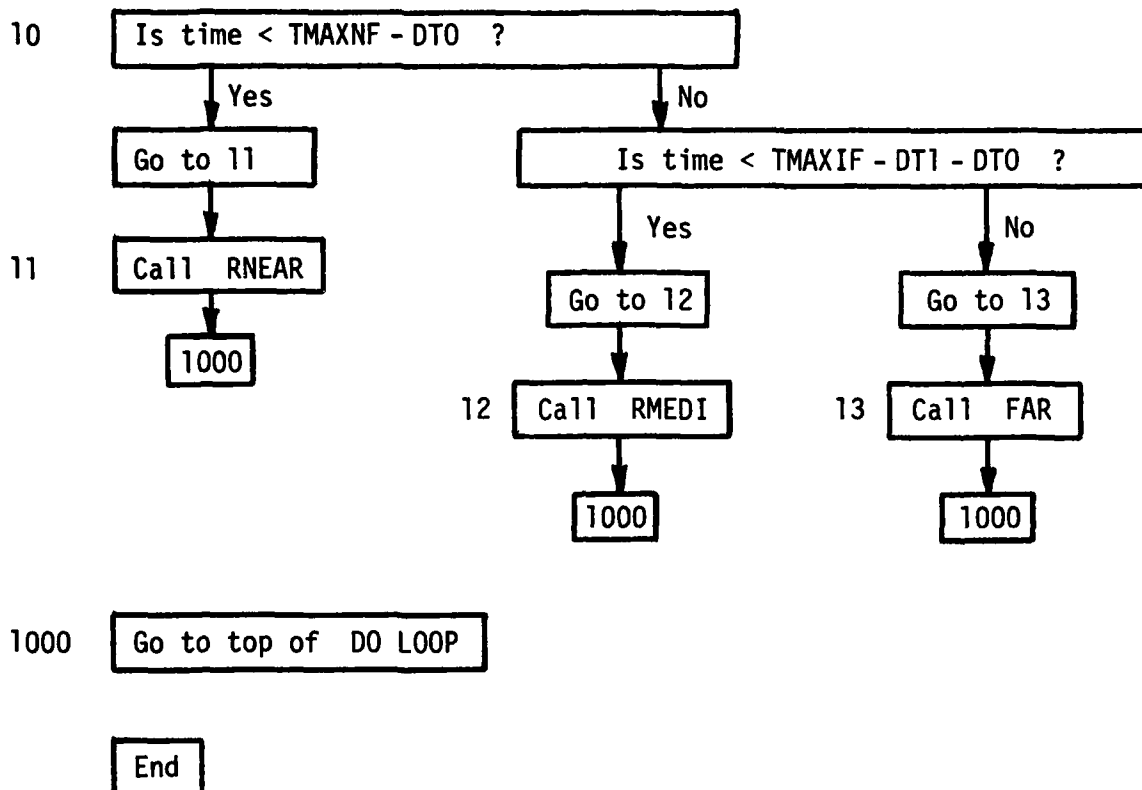 10 Is time < TMAXNF - DTO ?
Yes No
Go to 11 Is time < TMAXIF - DT1 - DTO ?
Yes No
11 Call RNEAR
Go to 12 Go to 13
1000
12 Call RMEDI 13 Call FAR
1000 1000
1000 Go to top of DO LOOP
End